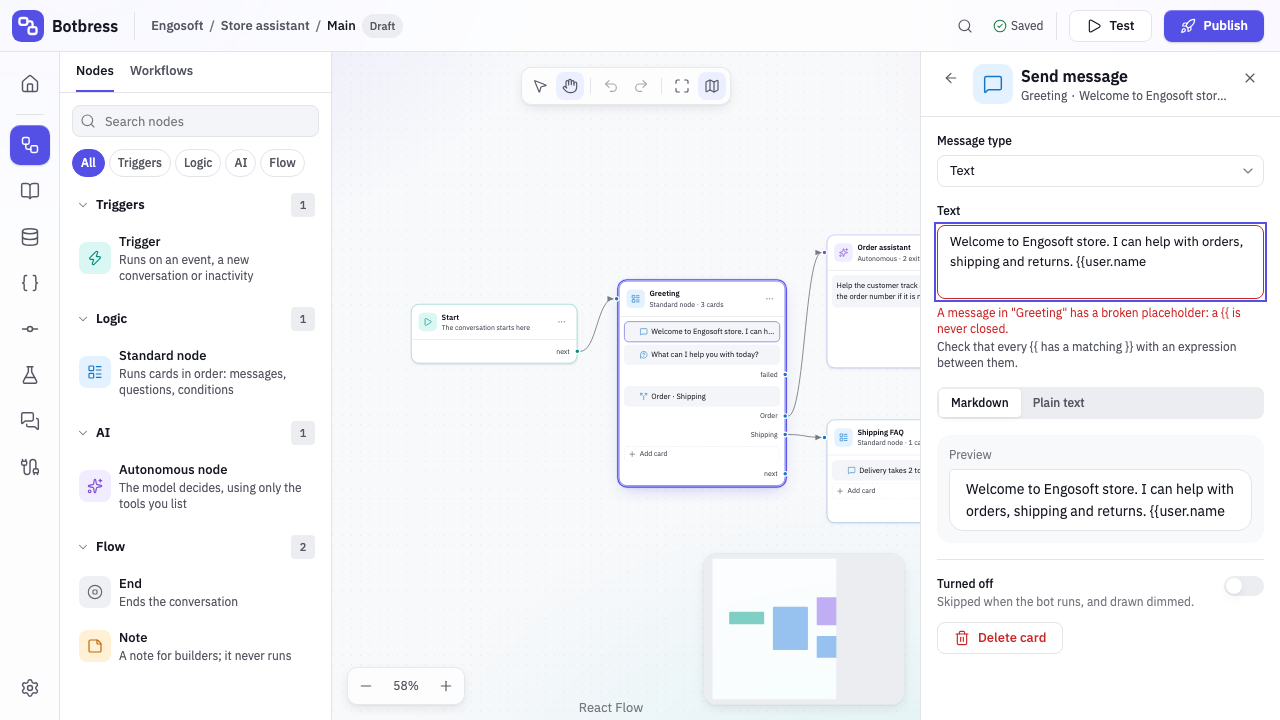 Botbress
Engosoft / Store assistant / Main Draft
Saved
Test
Publish
Nodes Workflows
Search nodes
All Triggers Logic AI Flow
Triggers 1
Trigger
Runs on an event, a new
conversation or inactivity
Logic 1
Standard node
Runs cards in order: messages,
questions, conditions
AI 1
Autonomous node
The model decides, using only the
tools you list
Flow 2
End
Ends the conversation
Note
A note for builders; it never runs
Start
The conversation starts here
next
Greeting
Standard node · 3 cards
Welcome to Engosoft store. I can h...
What can I help you with today?
failed
Order · Shipping
Order
Shipping
Add card
next
Order assistant
Autonomous · 2 exit
Help the customer track
the order number if it is n
Shipping FAQ
Standard node · 1 ca
Delivery takes 2 to
Add card
58%
React Flow
Send message
Greeting · Welcome to Engosoft stor...
Message type
Text
Text
Welcome to Engosoft store. I can help with orders,
shipping and returns. {{user.name
A message in "Greeting" has a broken placeholder: a {{ is
never closed.
Check that every {{ has a matching }} with an expression
between them.
Markdown Plain text
Preview
Welcome to Engosoft store. I can help with
orders, shipping and returns. {{user.name
Turned off
Skipped when the bot runs, and drawn dimmed.
Delete card